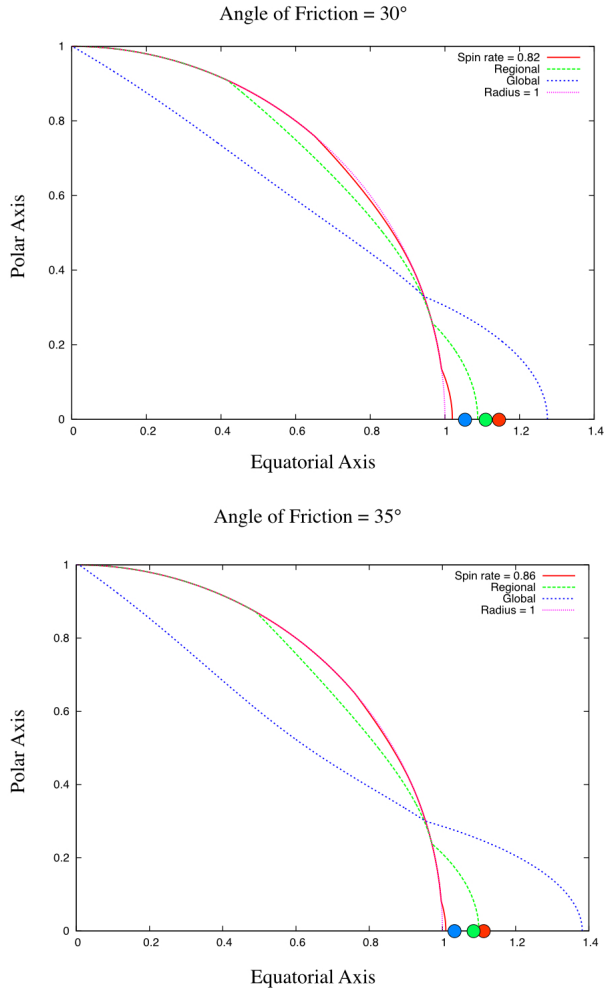 Angle of Friction = 30°
Spin rate = 0.82
Regional
Global
Radius = 1
1
0.8
0.6
0.4
0.2
0
Polar Axis
0 0.2 0.4 0.6 0.8 1 1.2 1.4
Equatorial Axis
Angle of Friction = 35°
Spin rate = 0.86
Regional
Global
Radius = 1
1
0.8
0.6
0.4
0.2
0
Polar Axis
0 0.2 0.4 0.6 0.8 1 1.2 1.4
Equatorial Axis